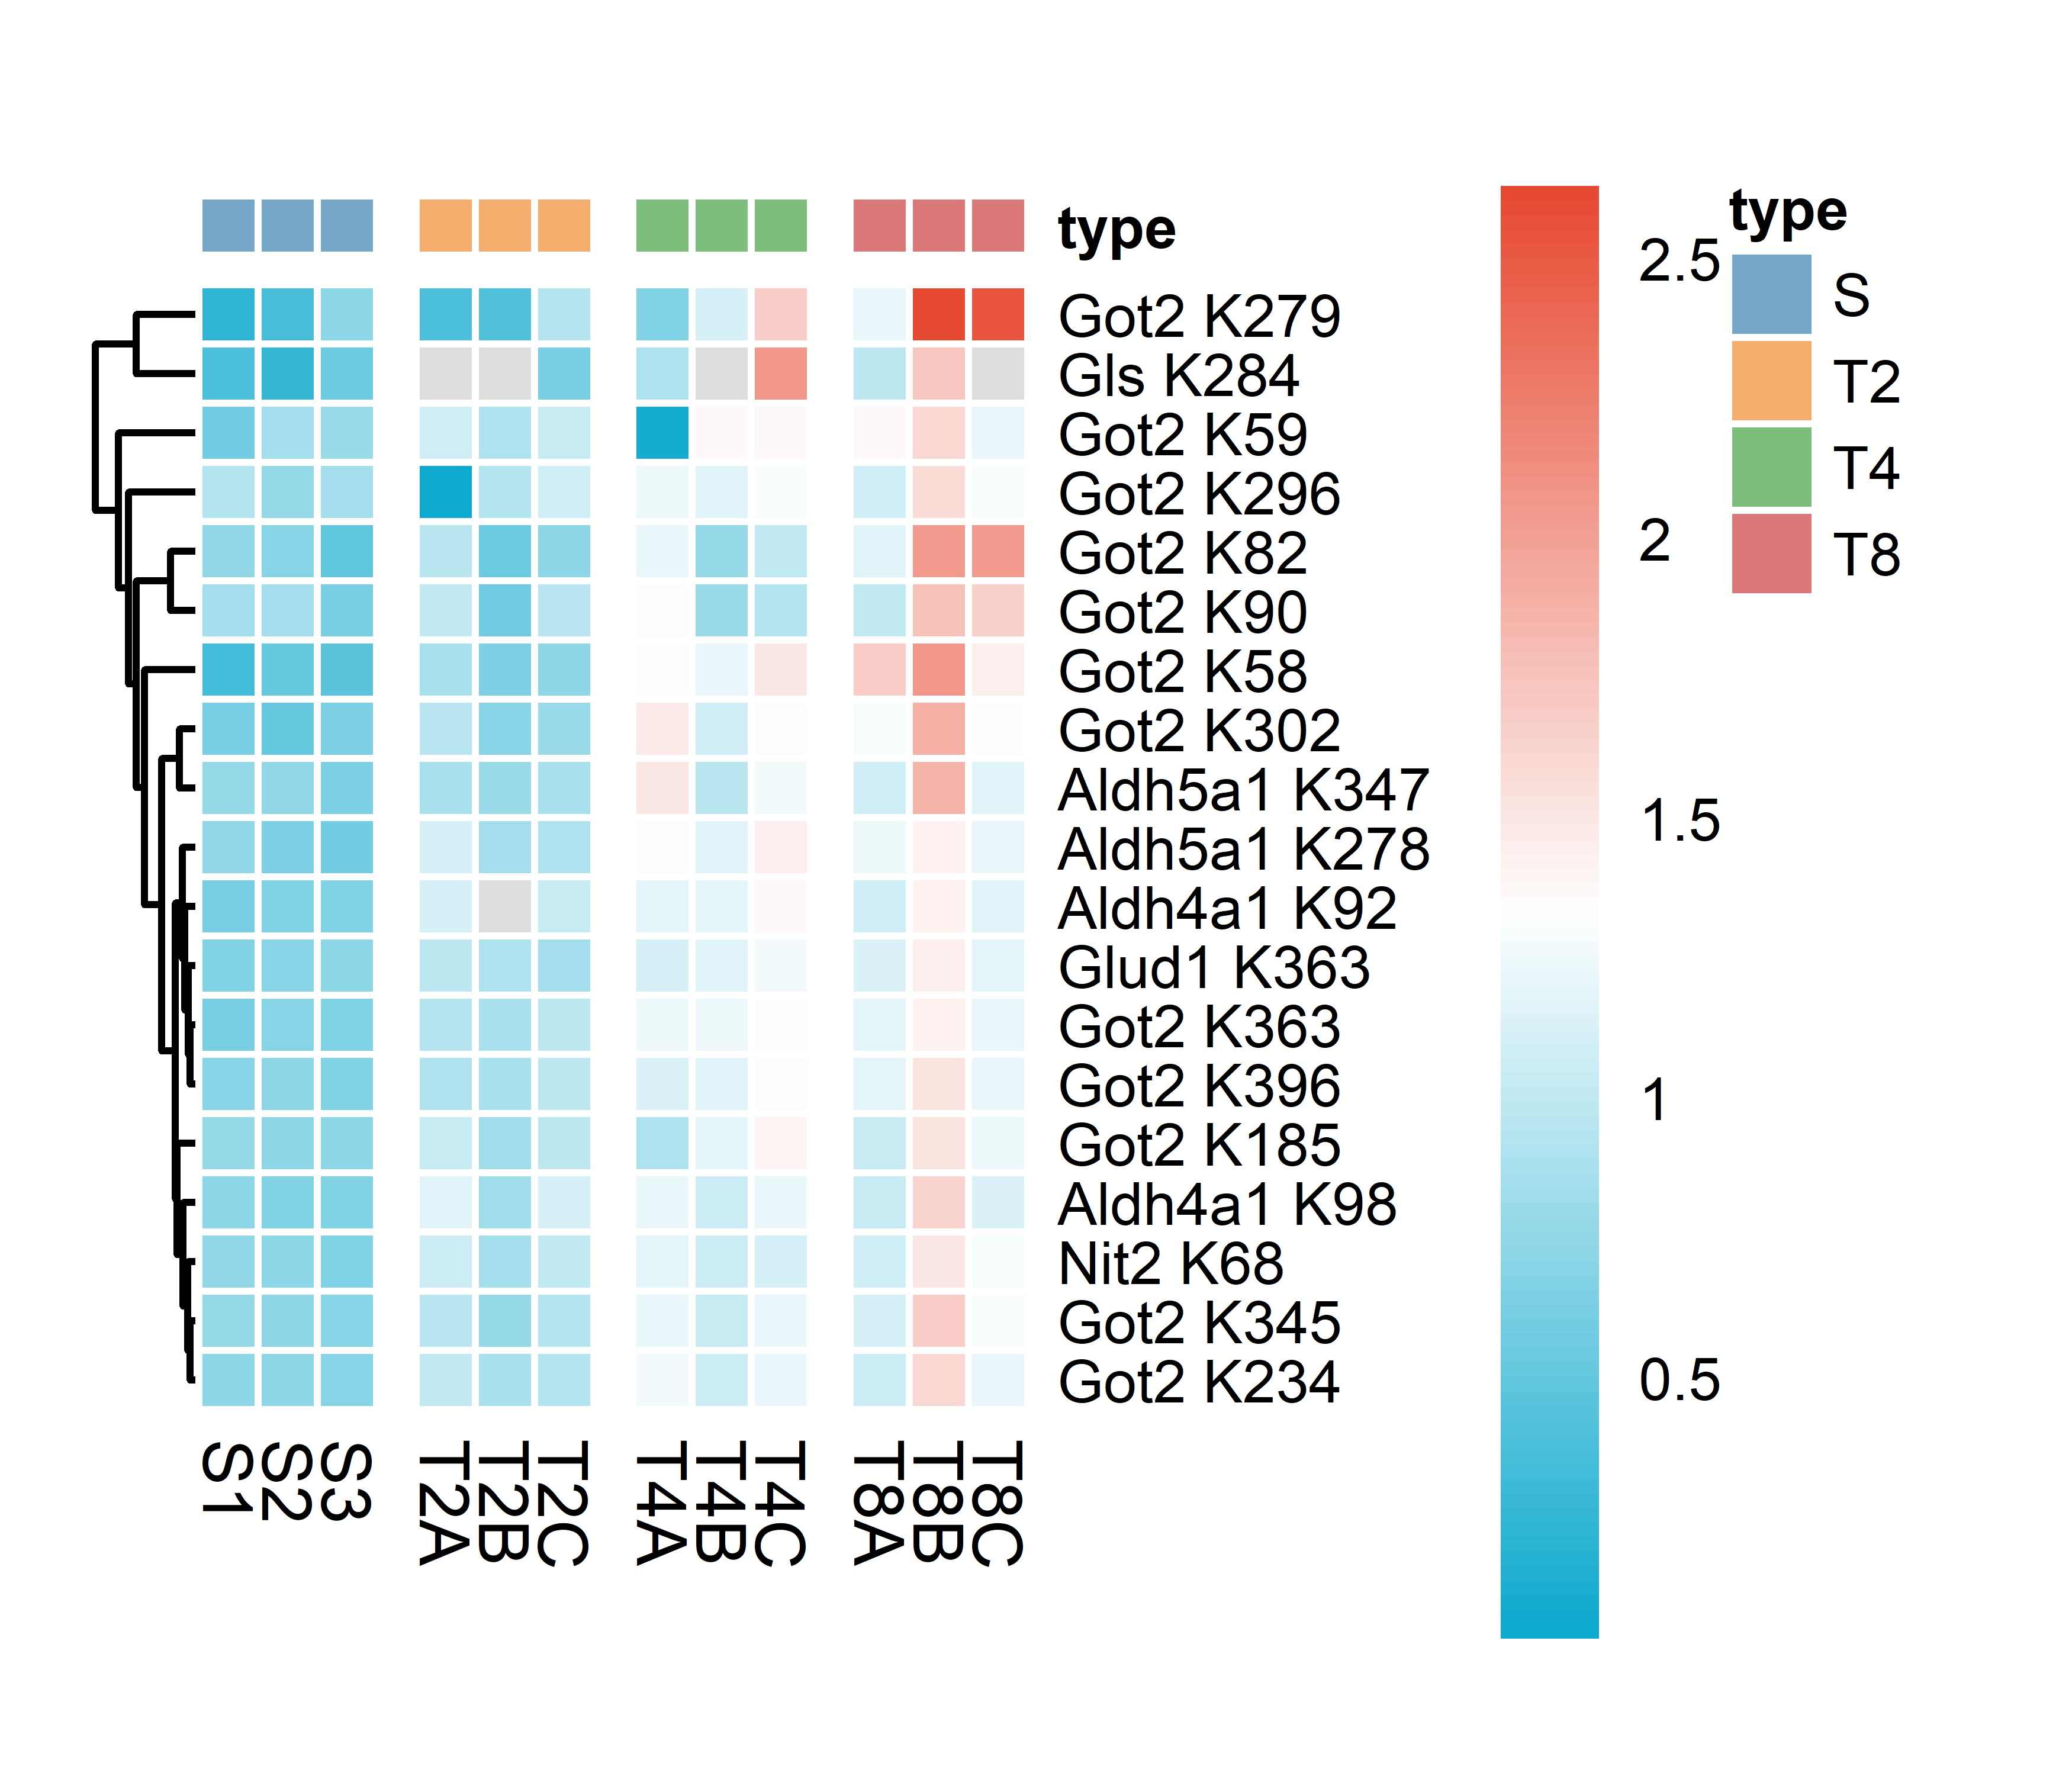 type
Got2 K279
Gls K284
Got2 K59
Got2 K296
Got2 K82
Got2 K90
Got2 K58
Got2 K302
Aldh5a1 K347
Aldh5a1 K278
Aldh4a1 K92
Glud1 K363
Got2 K363
Got2 K396
Got2 K185
Aldh4a1 K98
Nit2 K68
Got2 K345
Got2 K234
S1
S2
S3
T2A
T2B
T2C
T4A
T4B
T4C
T8A
T8B
T8C
2.5
2
1.5
1
0.5
type
S
T2
T4
T8